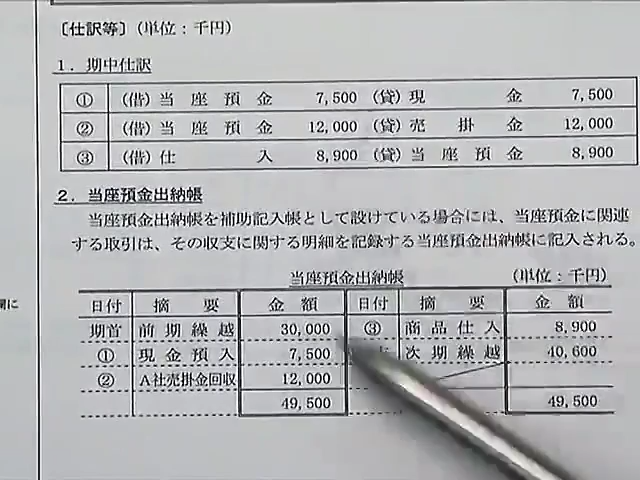 〔仕訳等〕(単位:千円)
1. 期中仕訳
① (借) 当座預金 7,500 (貸) 現金 7,500
② (借) 当座預金 12,000 (貸) 売掛金 12,000
③ (借) 仕入 8,900 (貸) 当座預金 8,900
2. 当座預金出納帳
当座預金出納帳を補助記入帳として設けている場合には、当座預金に関連
する取引は、その収支に関する明細を記録する当座預金出納帳に記入される。
当座預金出納帳 (単位:千円)
日付 摘要 金額 日付 摘要 金額
期首 前期繰越 30,000 ③ 商品仕入 8,900
① 現金預入 7,500 次期繰越 40,600
② A社売掛金回収 12,000
49,500 49,500
に